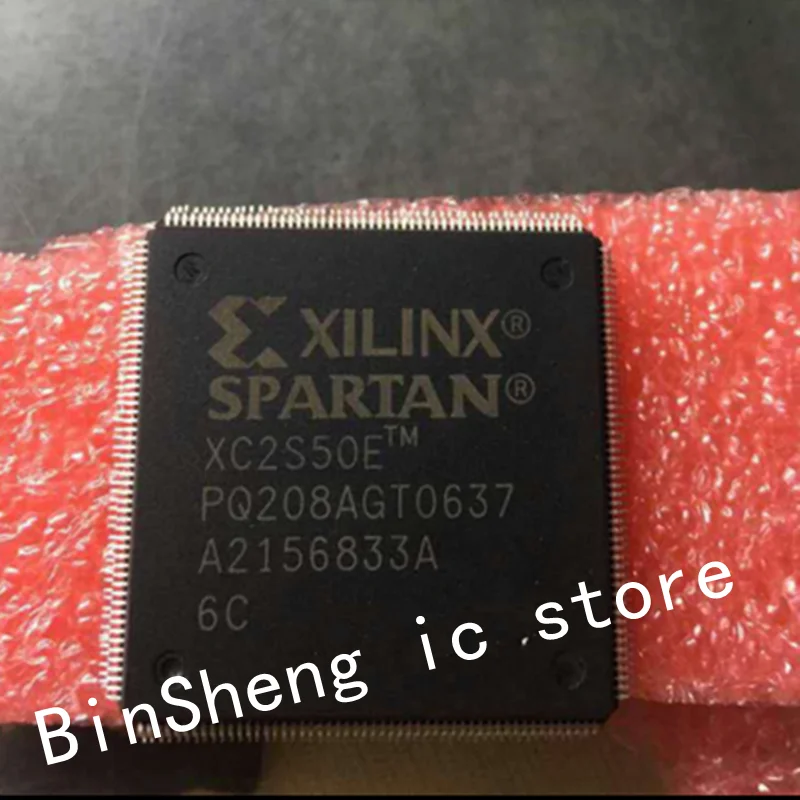 XILINX®
SPARTAN®
XC2S50E™
PQ208AGT0637
A2156833A
6C
BinSheng ic store